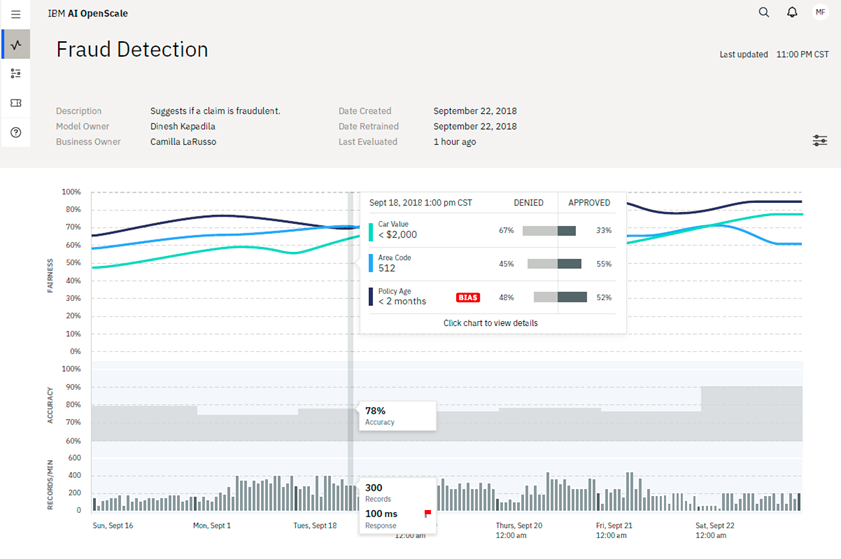 IBM AI OpenScale
MF
Fraud Detection
Last updated 11:00 PM CST
Description Suggests if a claim is fraudulent. Date Created September 22, 2018
Model Owner Dinesh Kapadila Date Retrained September 22, 2018
Business Owner Camilla LaRusso Last Evaluated 1 hour ago
FAIRNESS
100%
90%
80%
70%
60%
50%
40%
30%
20%
10%
0%
Sept 18, 2018 1:00 pm CST DENIED APPROVED
Car Value
< $2,000 67% 33%
Area Code
512 45% 55%
Policy Age
< 2 months BIAS 48% 52%
Click chart to view details
ACCURACY
100%
90%
80%
70%
60%
78%
Accuracy
RECORDS/MIN
600
400
200
0
300
Records
100 ms
Response
Sun, Sept 16 Mon, Sept 1 Tues, Sept 18 Thurs, Sept 20 Fri, Sept 21 Sat, Sept 22
12:00 am 12:00 am 12:00 am 12:00 am